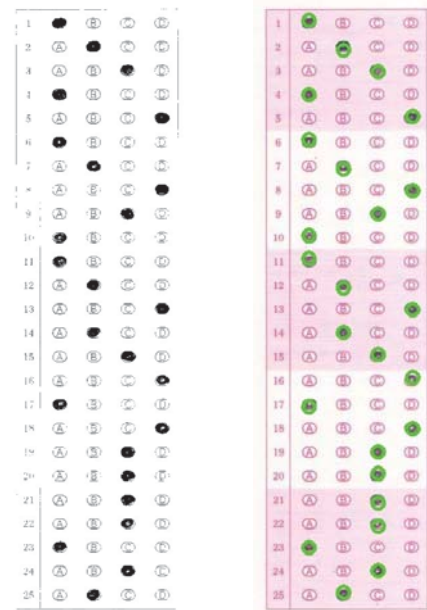 1 B C D
2 A C D
3 A B D
4 B C D
5 A B C
6 B C D
7 A C D
8 A B C
9 A B D
10 B C D
11 B C D
12 A C D
13 A B C
14 A C D
15 A B D
16 A B C
17 B C D
18 A B C
19 A B D
20 A B D
21 A B D
22 A B D
23 B C D
24 A B D
25 A C D
1 B C D
2 A C D
3 A B D
4 B C D
5 A B C
6 B C D
7 A C D
8 A B C
9 A B D
10 B C D
11 B C D
12 A C D
13 A B C
14 A C D
15 A B D
16 A B C
17 B C D
18 A B C
19 A B D
20 A B D
21 A B D
22 A B D
23 B C D
24 A B D
25 A C D